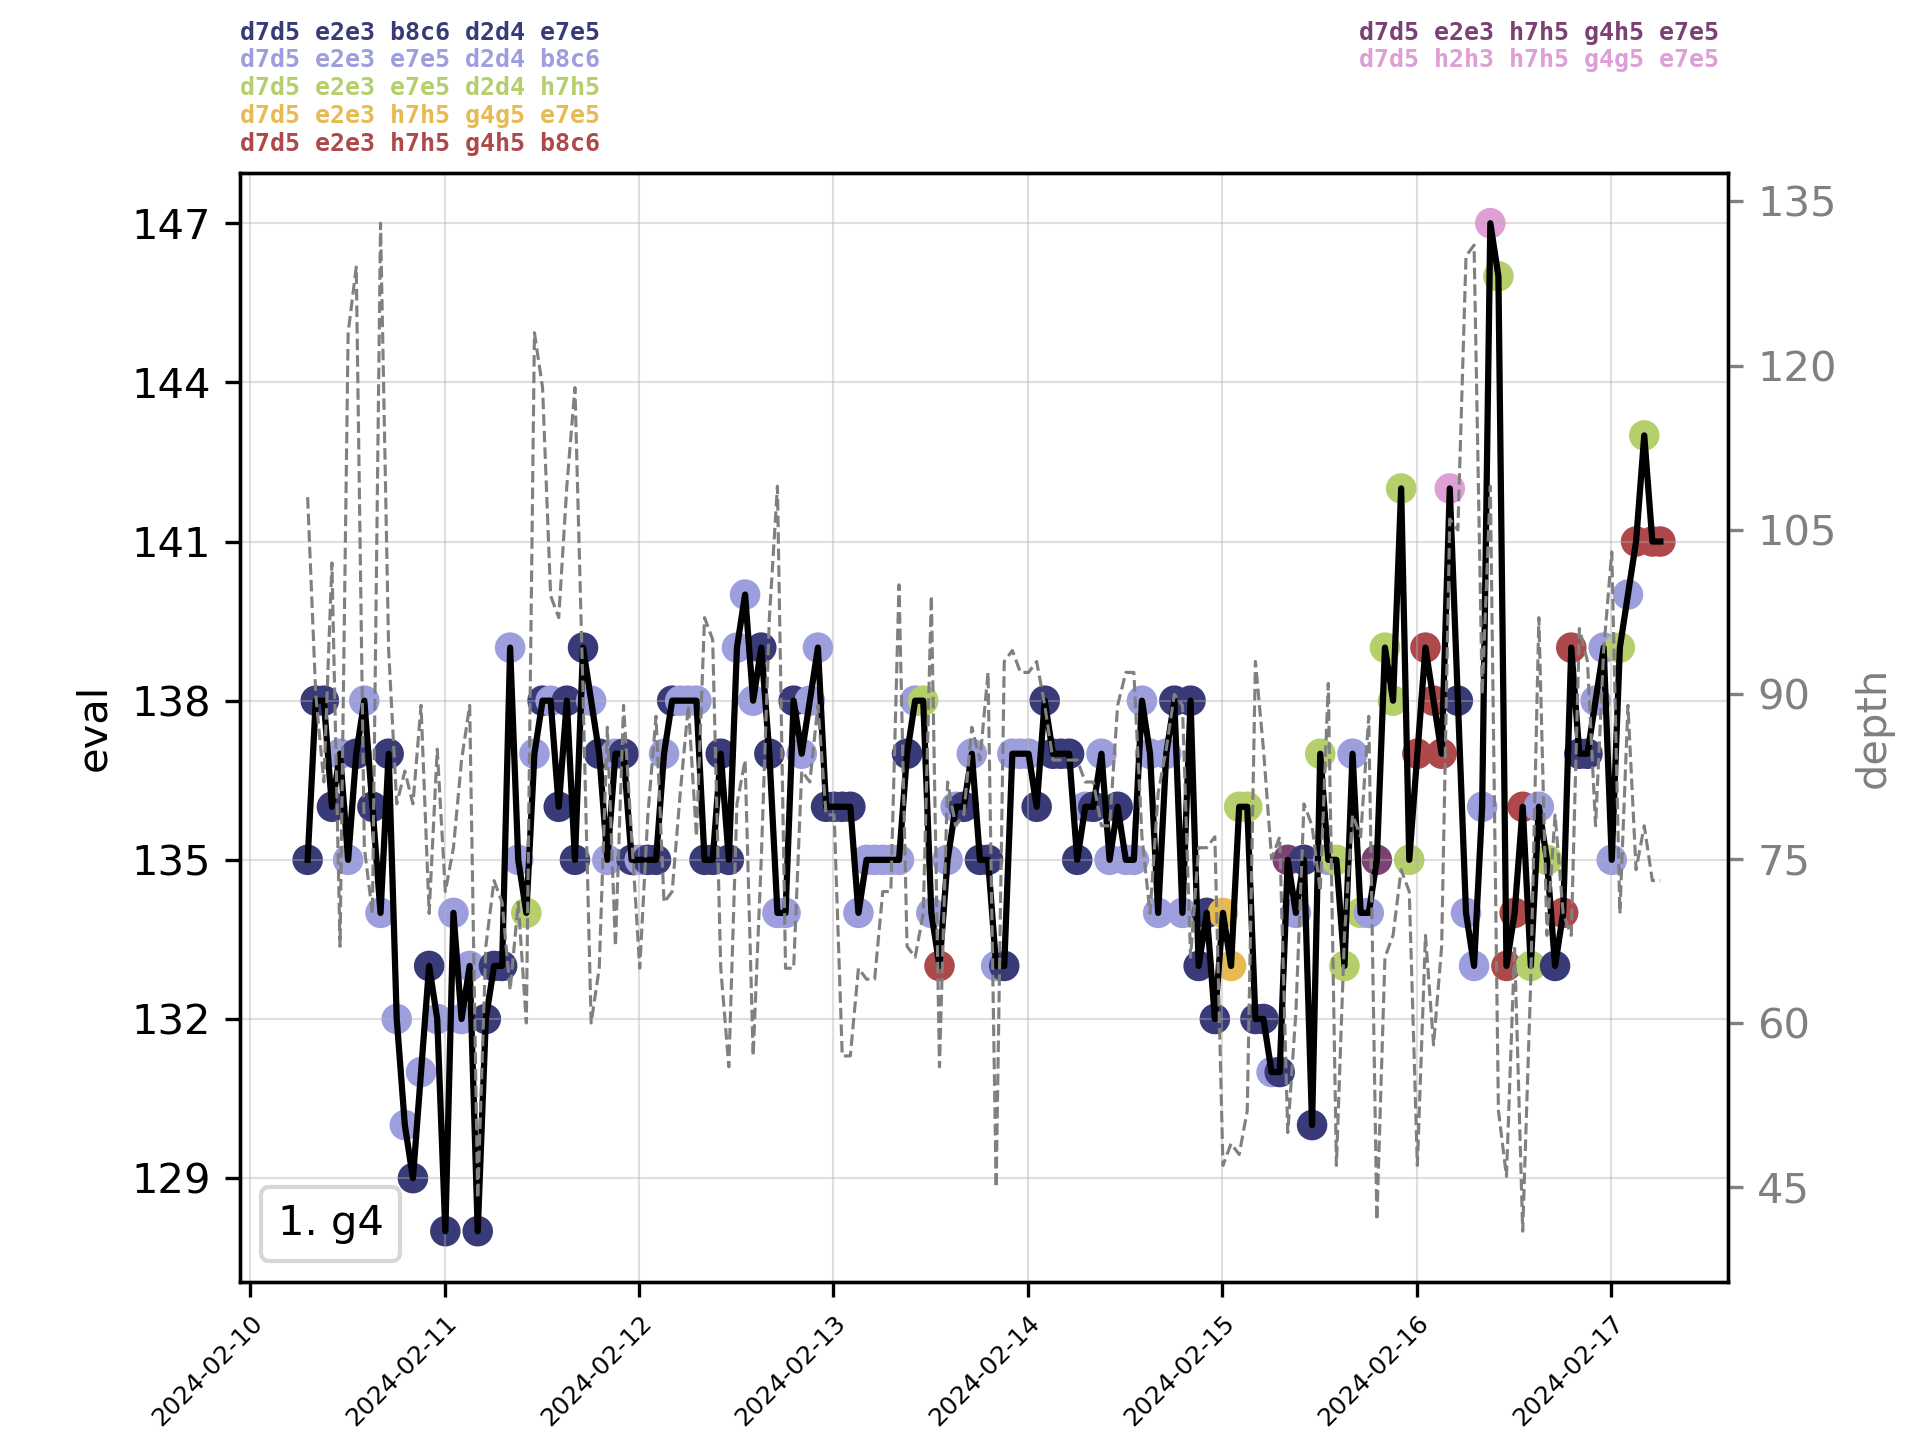 d7d5 e2e3 b8c6 d2d4 e7e5
d7d5 e2e3 e7e5 d2d4 b8c6
d7d5 e2e3 e7e5 d2d4 h7h5
d7d5 e2e3 h7h5 g4g5 e7e5
d7d5 e2e3 h7h5 g4h5 b8c6
d7d5 e2e3 h7h5 g4h5 e7e5
d7d5 h2h3 h7h5 g4g5 e7e5
147
144
141
138
135
132
129
eval
135
120
105
90
75
60
45
depth
1. g4
2024-02-10
2024-02-11
2024-02-12
2024-02-13
2024-02-14
2024-02-15
2024-02-16
2024-02-17